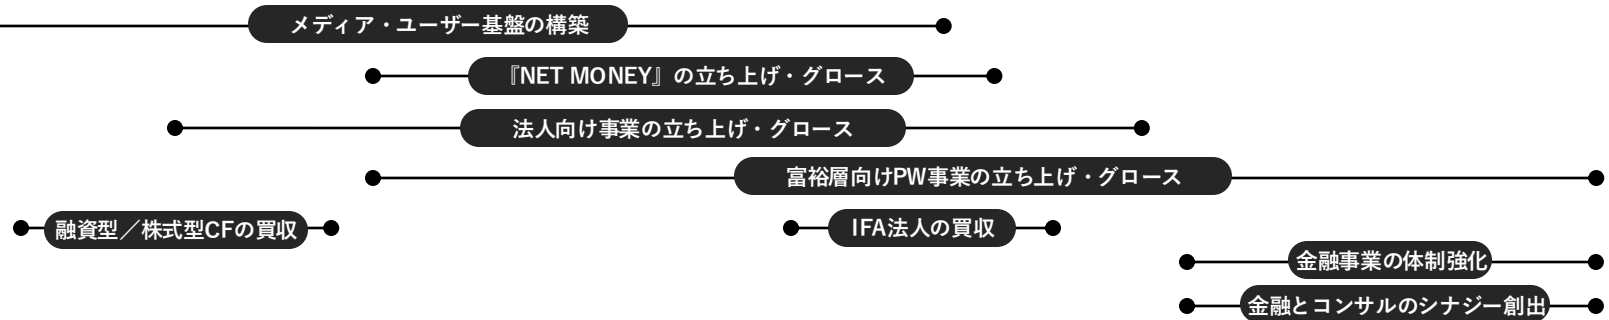 メディア・ユーザー基盤の構築
『NET MONEY』の立ち上げ・グロース
法人向け事業の立ち上げ・グロース
富裕層向けPW事業の立ち上げ・グロース
融資型／株式型CFの買収
IFA法人の買収
金融事業の体制強化
金融とコンサルのシナジー創出